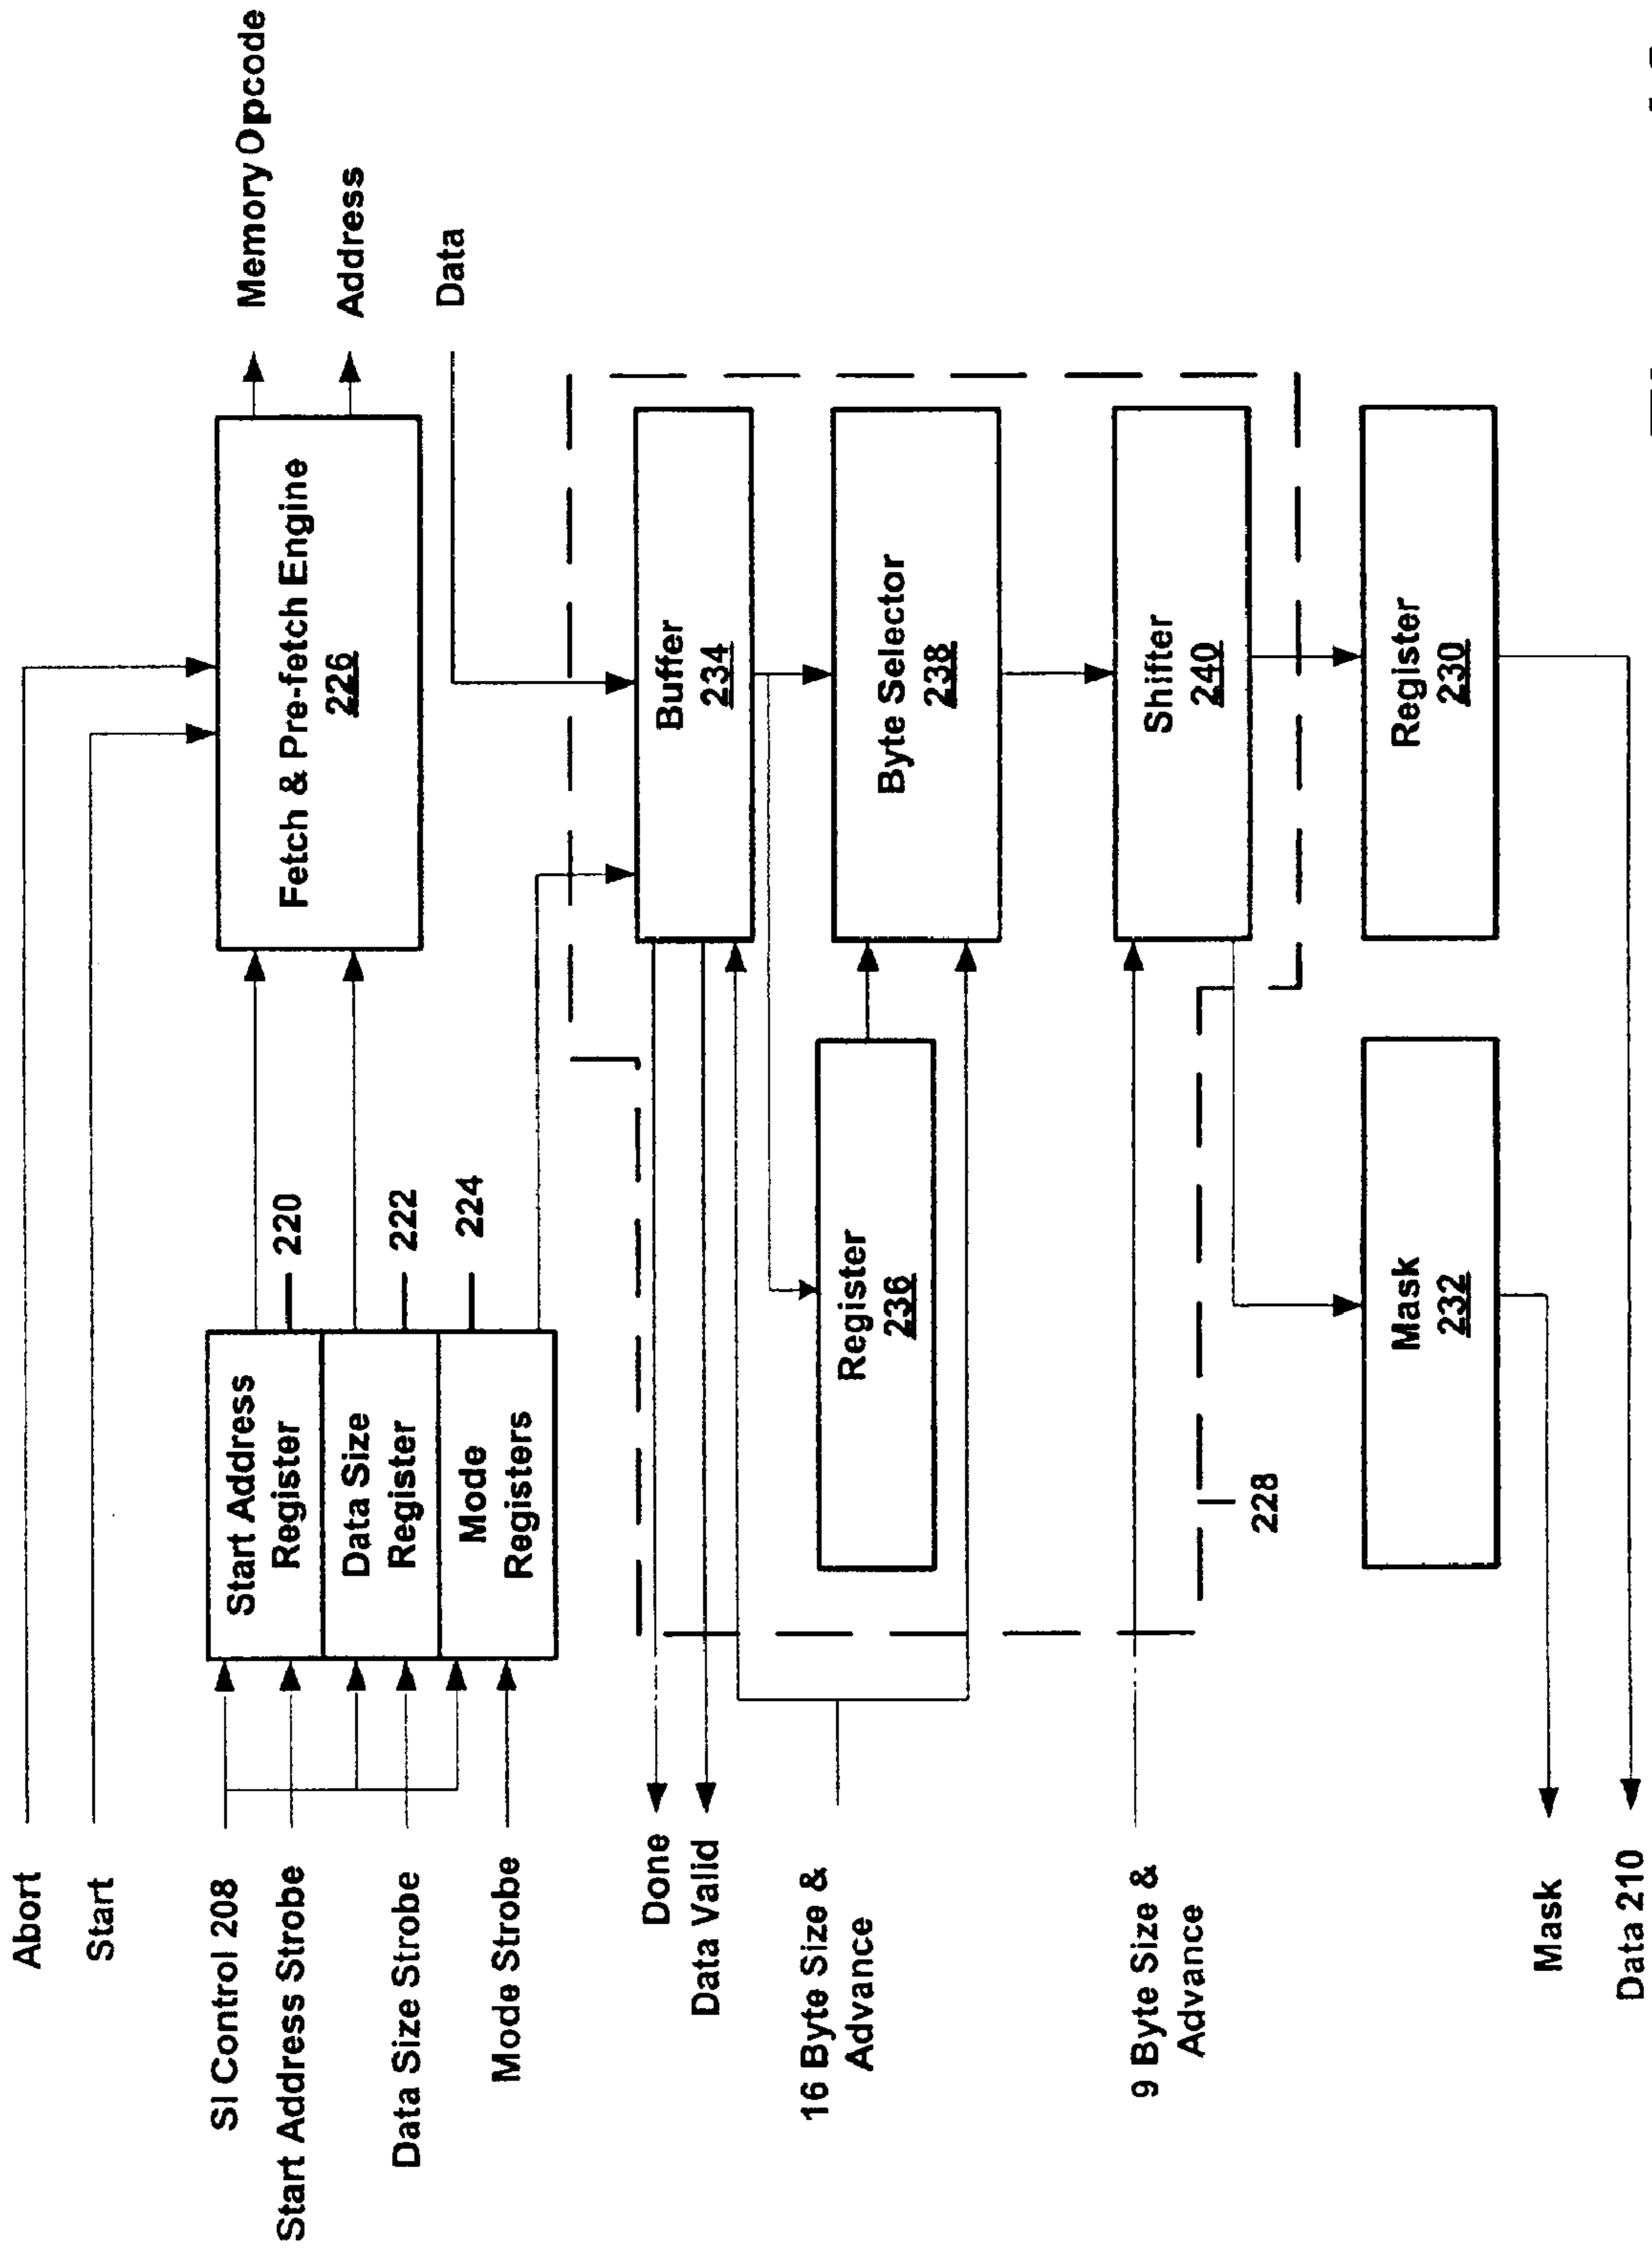 Abort
Start
SI Control 208
Start Address Strobe
Data Size Strobe
Mode Strobe
Start Address
Register
220
Data Size
Register
222
Mode
Registers
224
Fetch & Pre-fetch Engine
226
Memory Opcode
Address
Data
Done
Data Valid
16 Byte Size &
Advance
9 Byte Size &
Advance
Buffer
234
Register
236
Byte Selector
238
Shifter
240
228
Mask
232
Register
230
Mask
Data 210